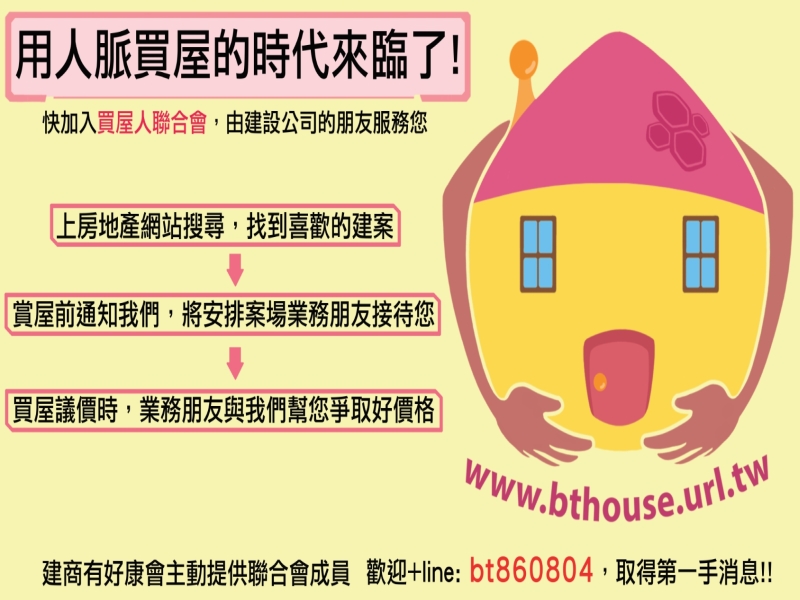 用人脈買屋的時代來臨了!
快加入買屋人聯合會，由建設公司的朋友服務您
上房地產網站搜尋，找到喜歡的建案
賞屋前通知我們，將安排案場業務朋友接待您
買屋議價時，業務朋友與我們幫您爭取好價格
www.bthouse.url.tw
建商有好康會主動提供聯合會成員 歡迎+line: bt860804，取得第一手消息!!